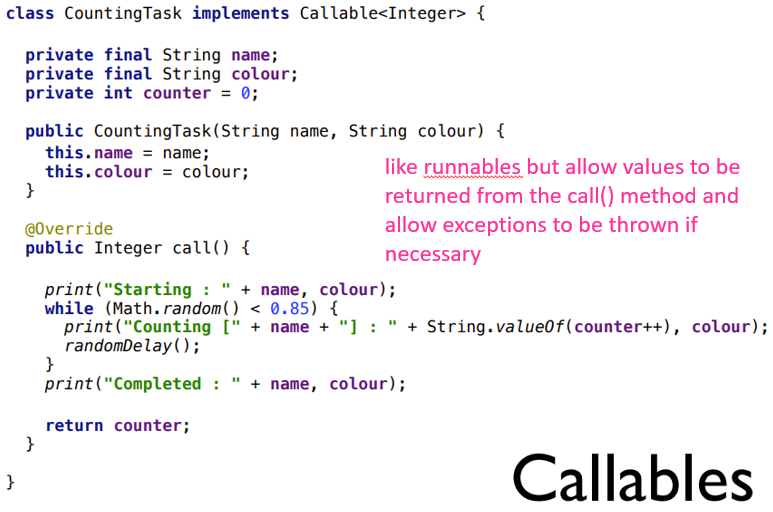 class CountingTask implements Callable<Integer> {
private final String name;
private final String colour;
private int counter = 0;
public CountingTask(String name, String colour) {
this.name = name;
this.colour = colour;
}
like runnables but allow values to be
returned from the call() method and
allow exceptions to be thrown if
necessary
@Override
public Integer call() {
print("Starting : " + name, colour);
while (Math.random() < 0.85) {
print("Counting [" + name + "] : " + String.valueOf(counter++), colour);
randomDelay();
}
print("Completed : " + name, colour);
return counter;
}
}
Callables